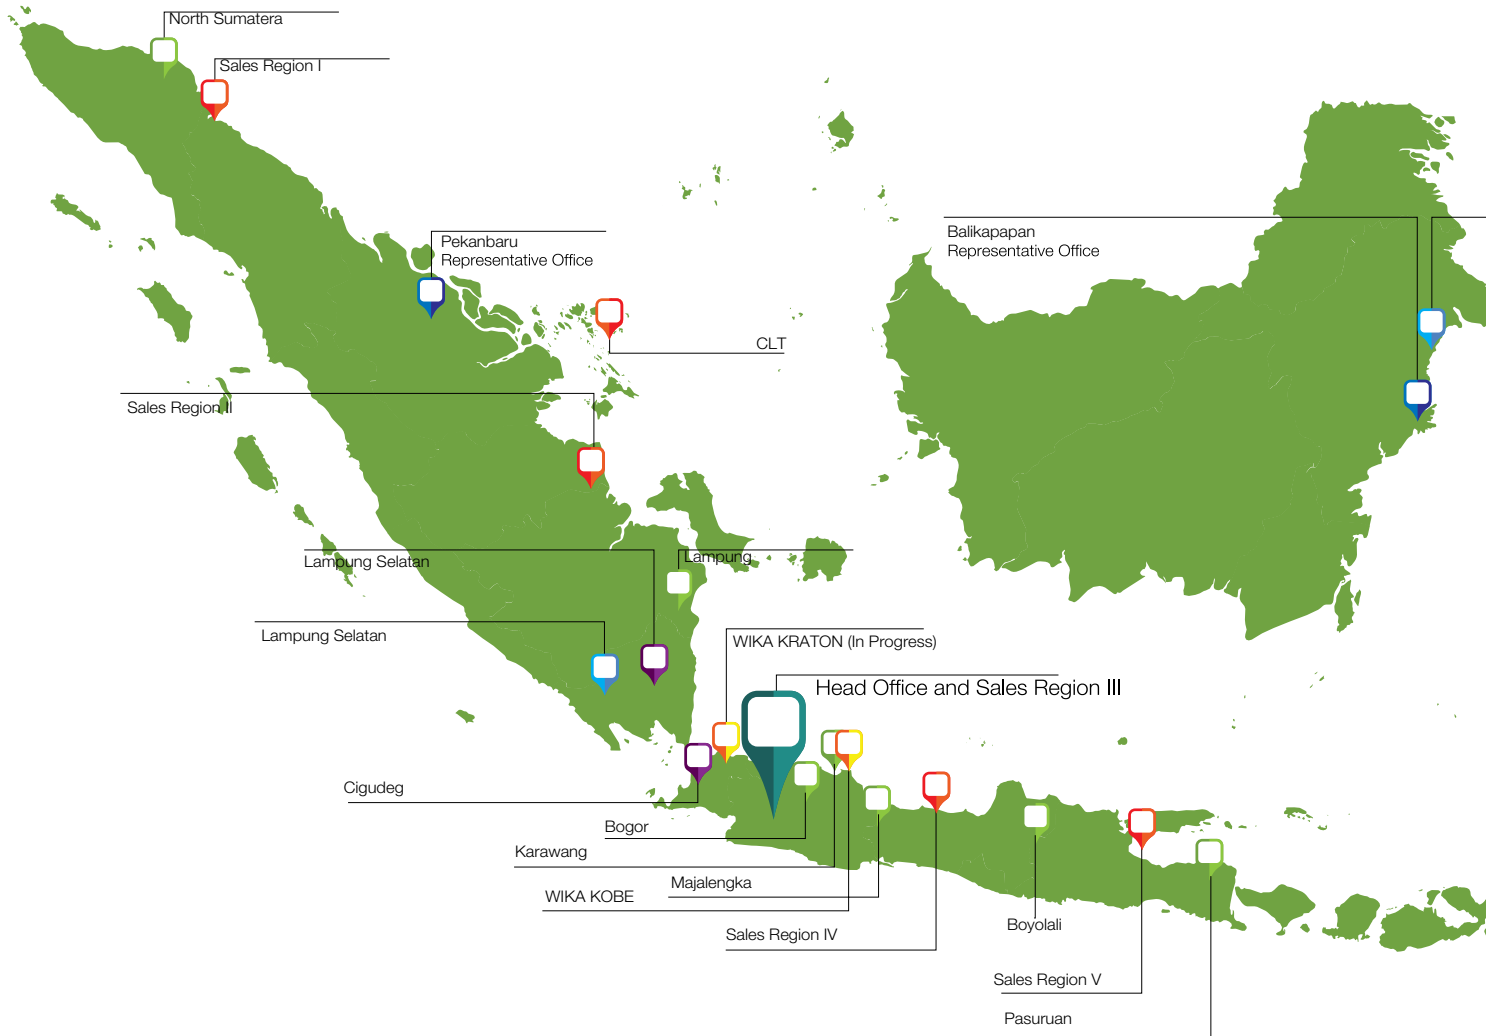 North Sumatera
Sales Region I
Pekanbaru
Representative Office
Balikapapan
Representative Office
CLT
Sales Region II
Lampung Selatan
Lampung
Lampung Selatan
WIKA KRATON (In Progress)
Head Office and Sales Region III
Cigudeg
Bogor
Karawang
Majalengka
WIKA KOBE
Boyolali
Sales Region IV
Sales Region V
Pasuruan